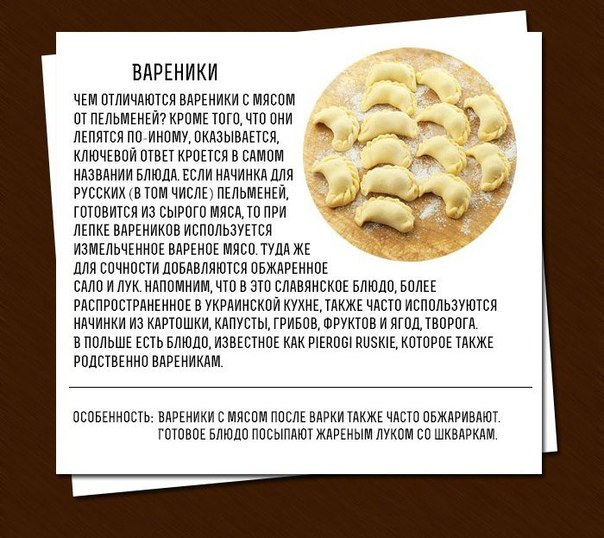 ВАРЕНИКИ
ЧЕМ ОТЛИЧАЮТСЯ ВАРЕНИКИ С МЯСОМ
ОТ ПЕЛЬМЕНЕЙ? КРОМЕ ТОГО, ЧТО ОНИ
ЛЕПЯТСЯ ПО-ИНОМУ, ОКАЗЫВАЕТСЯ,
КЛЮЧЕВОЙ ОТВЕТ КРОЕТСЯ В САМОМ
НАЗВАНИИ БЛЮДА. ЕСЛИ НАЧИНКА ДЛЯ
РУССКИХ (В ТОМ ЧИСЛЕ) ПЕЛЬМЕНЕЙ,
ГОТОВИТСЯ ИЗ СЫРОГО МЯСА, ТО ПРИ
ЛЕПКЕ ВАРЕНИКОВ ИСПОЛЬЗУЕТСЯ
ИЗМЕЛЬЧЕННОЕ ВАРЕНОЕ МЯСО. ТУДА ЖЕ
ДЛЯ СОЧНОСТИ ДОБАВЛЯЮТСЯ ОБЖАРЕННОЕ
САЛО И ЛУК. НАПОМНИМ, ЧТО В ЭТО СЛАВЯНСКОЕ БЛЮДО, БОЛЕЕ
РАСПРОСТРАНЕННОЕ В УКРАИНСКОЙ КУХНЕ, ТАКЖЕ ЧАСТО ИСПОЛЬЗУЮТСЯ
НАЧИНКИ ИЗ КАРТОШКИ, КАПУСТЫ, ГРИБОВ, ФРУКТОВ И ЯГОД, ТВОРОГА.
В ПОЛЬШЕ ЕСТЬ БЛЮДО, ИЗВЕСТНОЕ КАК PIEROGI RUSKIE, КОТОРОЕ ТАКЖЕ
РОДСТВЕННО ВАРЕНИКАМ.
ОСОБЕННОСТЬ: ВАРЕНИКИ С МЯСОМ ПОСЛЕ ВАРКИ ТАКЖЕ ЧАСТО ОБЖАРИВАЮТ.
ГОТОВОЕ БЛЮДО ПОСЫПАЮТ ЖАРЕНЫМ ЛУКОМ СО ШКВАРКАМ.